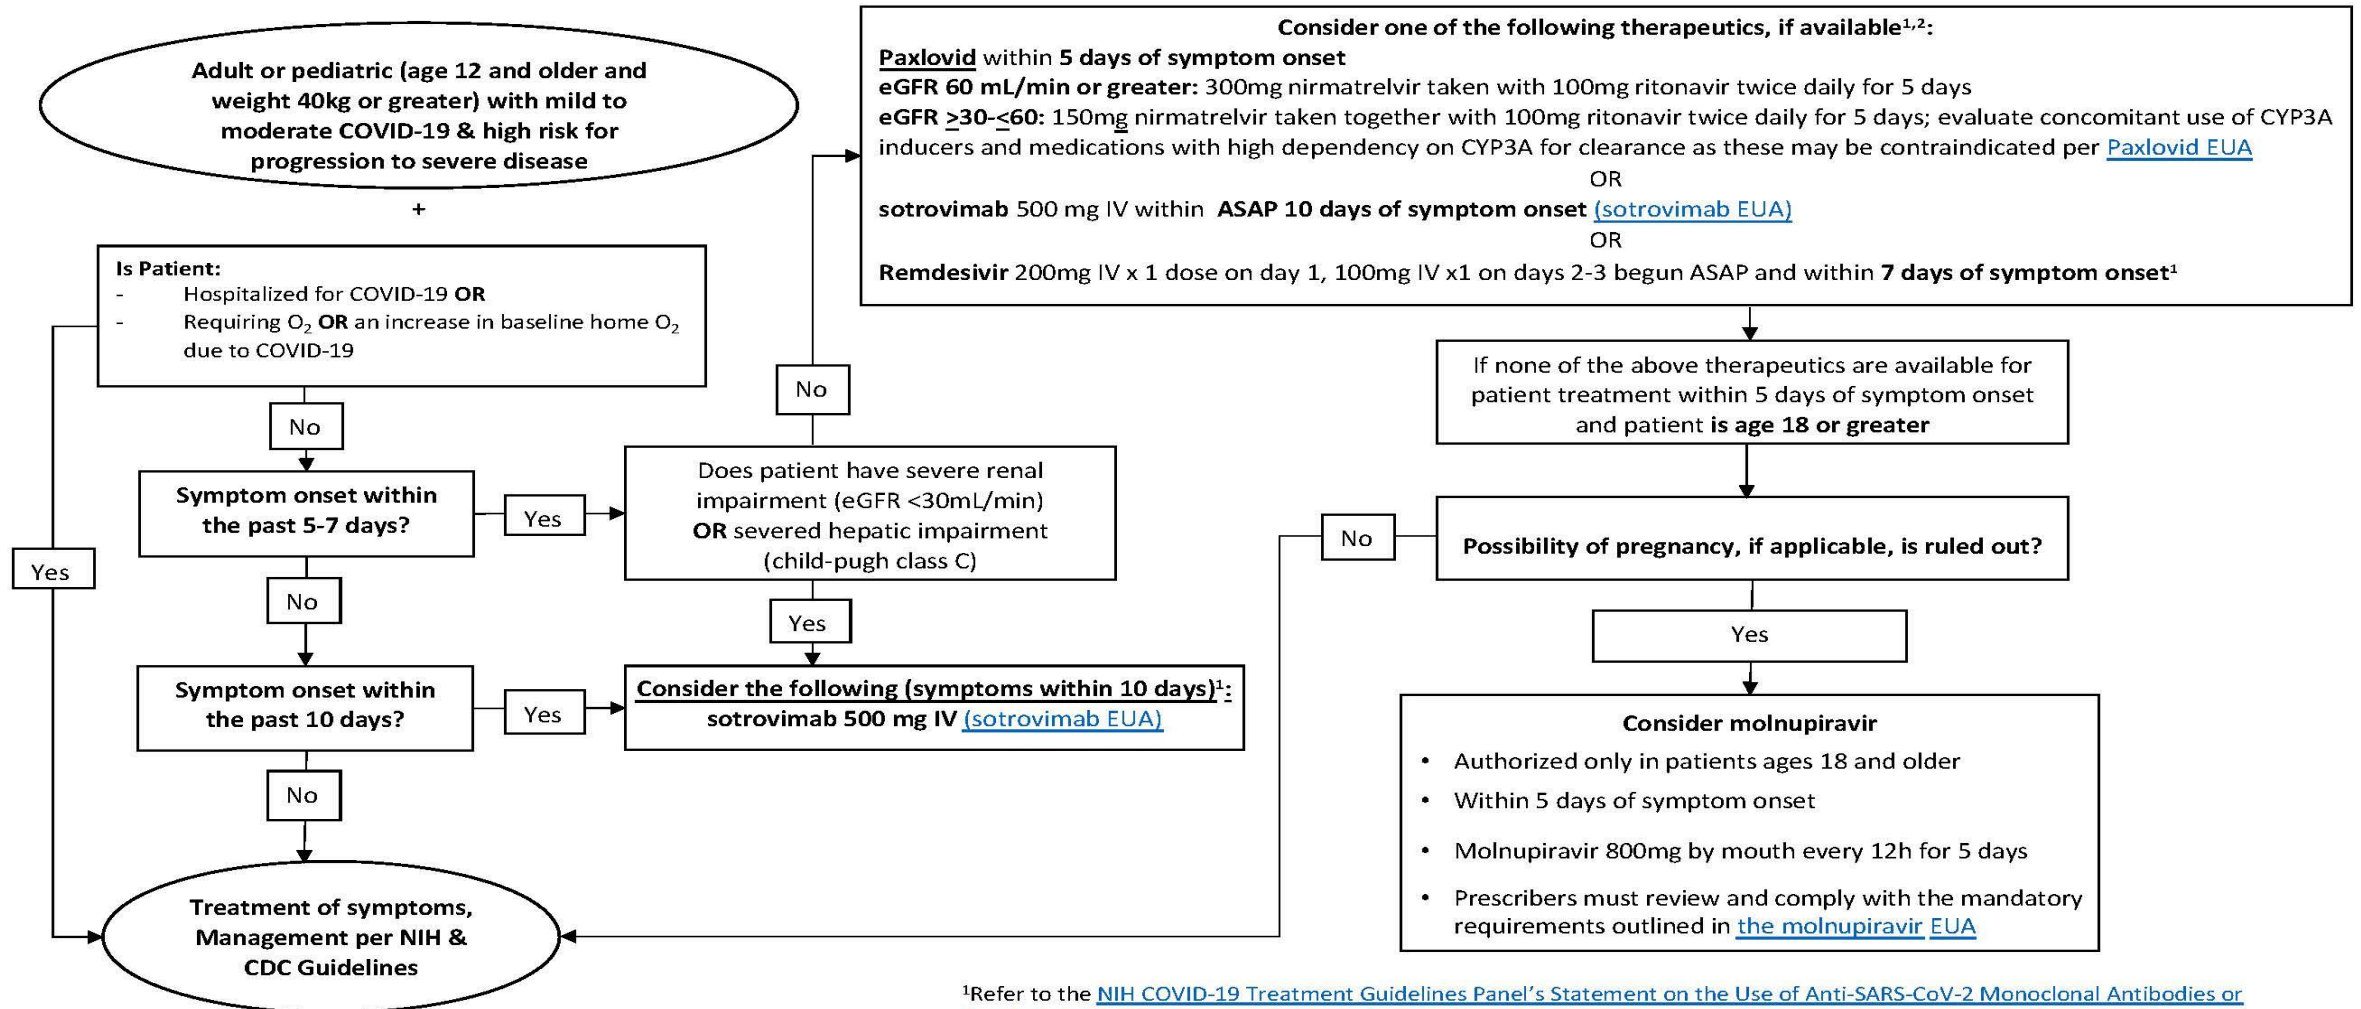 Adult or pediatric (age 12 and older and
weight 40kg or greater) with mild to
moderate COVID-19 & high risk for
progression to severe disease
+
Is Patient:
- Hospitalized for COVID-19 OR
- Requiring O₂ OR an increase in baseline home O₂
due to COVID-19
Yes
No
Symptom onset within
the past 5-7 days?
Yes
No
Symptom onset within
the past 10 days?
Yes
No
Treatment of symptoms,
Management per NIH &
CDC Guidelines
Does patient have severe renal
impairment (eGFR <30mL/min)
OR severed hepatic impairment
(child-pugh class C)
No
Yes
Consider the following (symptoms within 10 days)¹:
sotrovimab 500 mg IV (sotrovimab EUA)
Consider one of the following therapeutics, if available¹,²:
Paxlovid within 5 days of symptom onset
eGFR 60 mL/min or greater: 300mg nirmatrelvir taken with 100mg ritonavir twice daily for 5 days
eGFR >30-<60: 150mg nirmatrelvir taken together with 100mg ritonavir twice daily for 5 days; evaluate concomitant use of CYP3A
inducers and medications with high dependency on CYP3A for clearance as these may be contraindicated per Paxlovid EUA
OR
sotrovimab 500 mg IV within ASAP 10 days of symptom onset (sotrovimab EUA)
OR
Remdesivir 200mg IV x 1 dose on day 1, 100mg IV x1 on days 2-3 begun ASAP and within 7 days of symptom onset¹
If none of the above therapeutics are available for
patient treatment within 5 days of symptom onset
and patient is age 18 or greater
Possibility of pregnancy, if applicable, is ruled out?
No
Yes
Consider molnupiravir
• Authorized only in patients ages 18 and older
• Within 5 days of symptom onset
• Molnupiravir 800mg by mouth every 12h for 5 days
• Prescribers must review and comply with the mandatory
requirements outlined in the molnupiravir EUA
¹Refer to the NIH COVID-19 Treatment Guidelines Panel's Statement on the Use of Anti-SARS-CoV-2 Monoclonal Antibodies or